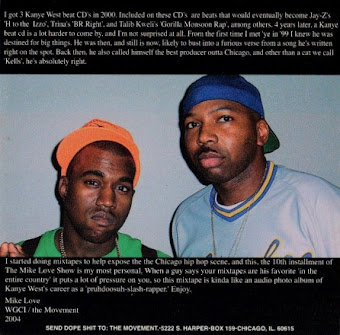 I got 3 Kanye West beat CD's in 2000. Included on these CD's are beats that would eventually become Jay-Z's
'H to the Izzo', Trina's 'BR Right', and Talib Kweli's 'Gorilla Monsoon Rap', among others. 4 years later, a Kanye
beat cd is a lot harder to come by, and I'm not surprised at all. From the first time I met 'ye in '99 I knew he was
destined for big things. He was then, and still is now, likely to bust into a furious verse from a song he's written
right on the spot. Back then, he also called himself the best producer outta Chicago, and other than a cat we call
'Kells', he's absolutely right.
I started doing mixtapes to help expose the the Chicago hip hop scene, and this, the 10th installment of
The Mike Love Show is my most personal. When a guy says your mixtapes are his favorite 'in the
entire country' it puts a lot of pressure on you, so this mixtape is kinda like an audio photo album of
Kanye West's career as a 'pruhdoosuh-slash-rapper.' Enjoy.
Mike Love
WGCI / the Movement
2004
SEND DOPE SHIT TO: THE MOVEMENT.-5222 S. HARPER-BOX 159-CHICAGO, IL. 60615